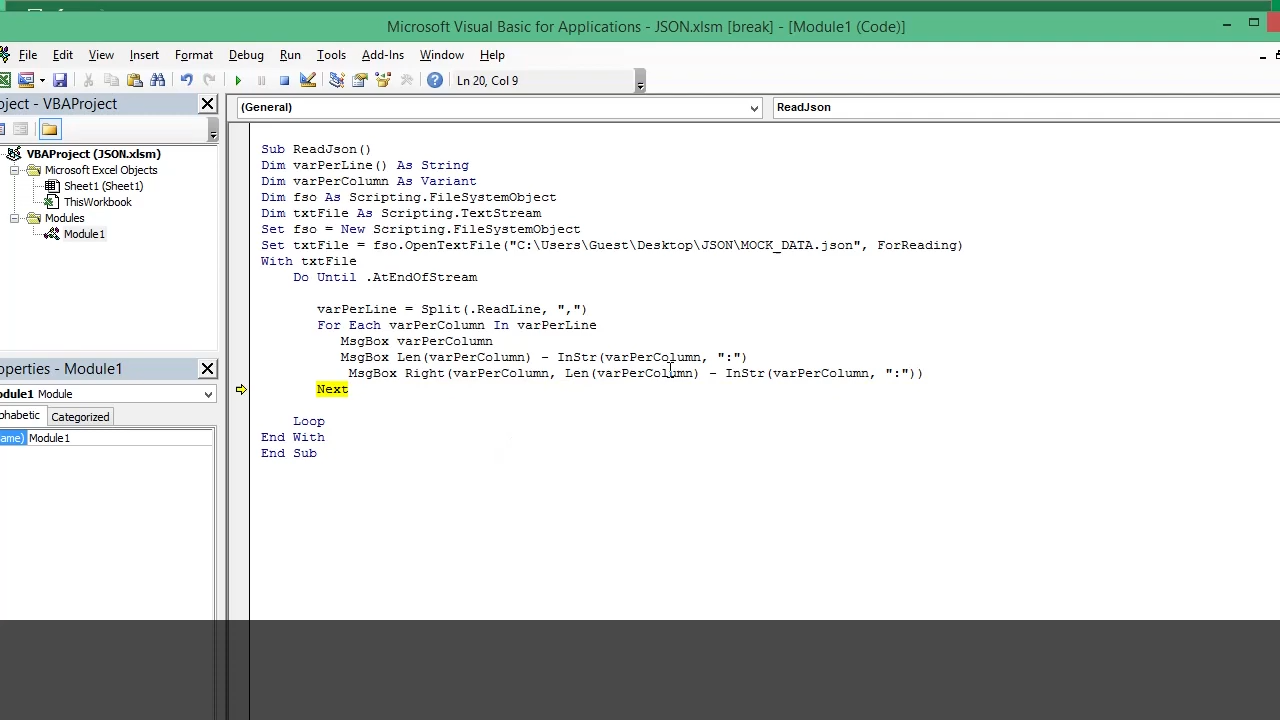 Microsoft Visual Basic for Applications - JSON.xlsm [break] - [Module1 (Code)]
File Edit View Insert Format Debug Run Tools Add-Ins Window Help
Ln 20, Col 9
oject - VBAProject
(General) ReadJson
VBAProject (JSON.xlsm)
Microsoft Excel Objects
Sheet1 (Sheet1)
ThisWorkbook
Modules
Module1
operties - Module1
odule1 Module
phabetic Categorized
ame) Module1
Sub ReadJson()
Dim varPerLine() As String
Dim varPerColumn As Variant
Dim fso As Scripting.FileSystemObject
Dim txtFile As Scripting.TextStream
Set fso = New Scripting.FileSystemObject
Set txtFile = fso.OpenTextFile("C:\Users\Guest\Desktop\JSON\MOCK_DATA.json", ForReading)
With txtFile
Do Until .AtEndOfStream
varPerLine = Split(.ReadLine, ",")
For Each varPerColumn In varPerLine
MsgBox varPerColumn
MsgBox Len(varPerColumn) - InStr(varPerColumn, ":")
MsgBox Right(varPerColumn, Len(varPerColumn) - InStr(varPerColumn, ":"))
Next
Loop
End With
End Sub